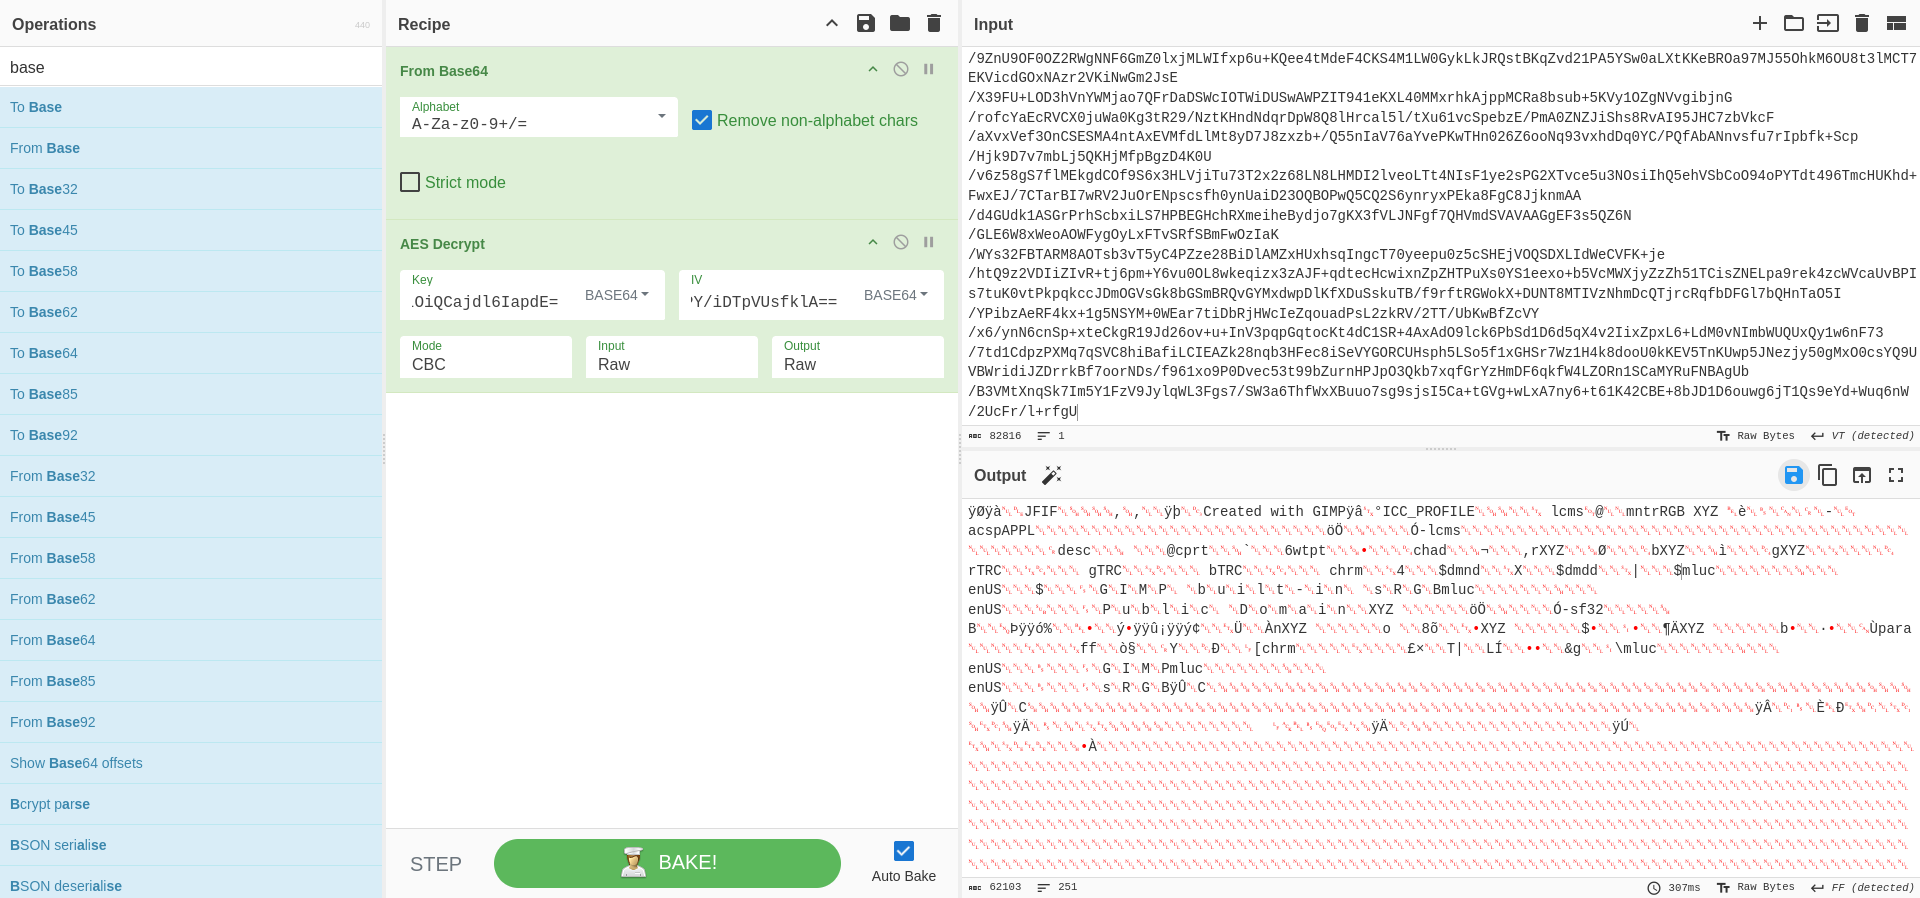 Operations
440
base
To Base
From Base
To Base32
To Base45
To Base58
To Base62
To Base64
To Base85
To Base92
From Base32
From Base45
From Base58
From Base62
From Base64
From Base85
From Base92
Show Base64 offsets
Bcrypt parse
BSON serialise
BSON deserialise
Recipe
From Base64
Alphabet
A-Za-z0-9+/=
Remove non-alphabet chars
Strict mode
AES Decrypt
Key
.OiQCajdl6IapdE=
BASE64
IV
Y/iDTpVUsfklA==
BASE64
Mode
CBC
Input
Raw
Output
Raw
STEP
BAKE!
Auto Bake
Input
/9ZnU9OF0OZ2RWgNNF6GmZ0lxjMLWIfxp6u+KQee4tMdeF4CKS4M1LW0GykLkJRQstBKqZvd21PA5YSw0aLXtKKeBROa97MJ55OhkM6OU8t3lMCT7
EKVicdGOxNAzr2VKiNwGm2JsE
/X39FU+LOD3hVnYWMjao7QFrDaDSWcIOTWiDUSwAWPZIT941eKXL40MMxrhkAjppMCRa8bsub+5KVy1OZgNVvgibjnG
/rofcYaEcRVCX0juWa0Kg3tR29/NztKHndNdqrDpW8Q8lHrcal5l/tXu61vcSpebzE/PmA0ZNZJiShs8RvAI95JHC7zbVkcF
/aXvxVef3OnCSESMA4ntAxEVMfdLlMt8yD7J8zxzb+/Q55nIaV76aYvePKwTHn026Z6ooNq93vxhdDq0YC/PQfAbANnvsfu7rIpbfk+Scp
/Hjk9D7v7mbLj5QKHjMfpBgzD4K0U
/v6z58gS7flMEkgdCOf9S6x3HLVjiTu73T2x2z68LN8LHMDI2lveoLTt4NIsF1ye2sPG2XTvce5u3NOsiIhQ5ehVSbCoO94oPYTdt496TmcHUKhd+
FwxEJ/7CTarBI7wRV2JuOrENpscsfh0ynUaiD23OQBOPwQ5CQ2S6ynryxPEka8FgC8JjknmAA
/d4GUdk1ASGrPrhScbxiLS7HPBEGHchRXmeiheBydjo7gKX3fVLJNFgf7QHVmdSVAVAAGgEF3s5QZ6N
/GLE6W8xWeoAOWFygOyLxFTvSRfSBmFwOzIaK
/WYs32FBTARM8AOTsb3vT5yC4PZze28BiDlAMZxHUxhsqIngcT70yeepu0z5cSHEjVOQSDXLIdWeCVFK+je
/htQ9z2VDIiZIvR+tj6pm+Y6vu0OL8wkeqizx3zAJF+qdtecHcwixnZpZHTPuXs0YS1eexo+b5VcMWXjyZzZh51TCisZNELpa9rek4zcWVcaUvBPI
s7tuK0vtPkpqkccJDmOGVsGk8bGSmBRQvGYMxdwpDlKfXDuSskuTB/f9rftRGWokX+DUNT8MTIVzNhmDcQTjrcRqfbDFGl7bQHnTaO5I
/YPibzAeRF4kx+1g5NSYM+0WEar7tiDbRjHWcIeZqouadPsL2zkRV/2TT/UbKwBfZcVY
/x6/ynN6cnSp+xteCkgR19Jd26ov+u+InV3pqpGqtocKt4dC1SR+4AxAdO9lck6PbSd1D6d5qX4v2IixZpxL6+LdM0vNImbWUQUxQy1w6nF73
/7td1CdpzPXMq7qSVC8hiBafiLCIEAZk28nqb3HFec8iSeVYGORCUHsph5LSo5f1xGHSr7Wz1H4k8dooU0kKEV5TnKUwp5JNezjy50gMxO0csYQ9U
VBWridiJZDrrkBf7oorNDs/f961xo9P0Dvec53t99bZurnHPJpO3Qkb7xqfGrYzHmDF6qkfW4LZORn1SCaMYRuFNBAgUb
/B3VMtXnqSk7Im5Y1FzV9JylqWL3Fgs7/SW3a6ThfWxXBuuo7sg9sjsI5Ca+tGVg+wLxA7ny6+t61K42CBE+8bJD1D6ouwg6jT1Qs9eYd+Wuq6nW
/2UcFr/l+rfgU
82816
1
Raw Bytes
VT (detected)
Output
ÿØÿà JFIF , , ÿþ Created with GIMPÿâ °ICC_PROFILE lcms @ mntrRGB XYZ è -
acspAPPL öÖ Ó-lcms
desc @cprt ` 6wtpt chad ¬ ,rXYZ Ø bXYZ ì gXYZ
rTRC gTRC bTRC chrm 4 $dmnd X $dmdd | $mluc
enUS $ G I M P b u i l t - i n s R G Bmluc
enUS P u b l i c D o m a i n XYZ öÖ Ó-sf32
B Þÿÿó% ý ÿÿû¡ÿÿý¢ Ü ÀnXYZ o 8õ XYZ $ ¶ÄXYZ b · Ùpara
ff ò§ Y Ð [chrm £× T| LÍ &g \mluc
enUS G I M Pmluc
enUS s R G BÿÛ C
ÿÛ C ÿÂ È Ð
ÿÄ ÿÄ ÿÚ
À
62103
251
307ms
Raw Bytes
FF (detected)